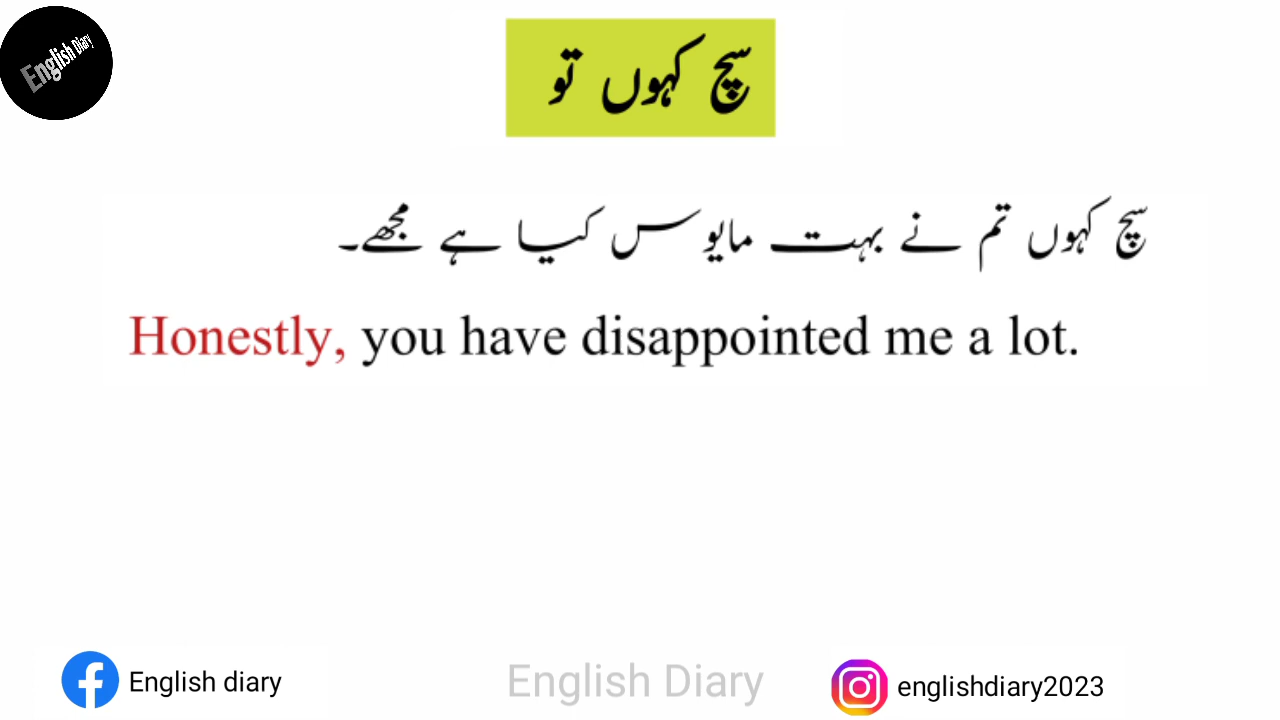 English Diary
سچ کہوں تو
سچ کہوں تم نے بہت مایوس کیا ہے مجھے۔
Honestly, you have disappointed me a lot.
English diary
English Diary
englishdiary2023